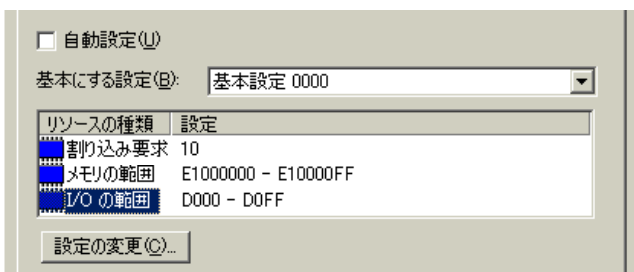 自動設定(U)
基本にする設定(B): 基本設定 0000
リソースの種類 設定
割り込み要求 10
メモリの範囲 E1000000 - E10000FF
I/O の範囲 D000 - D0FF
設定の変更(C)...